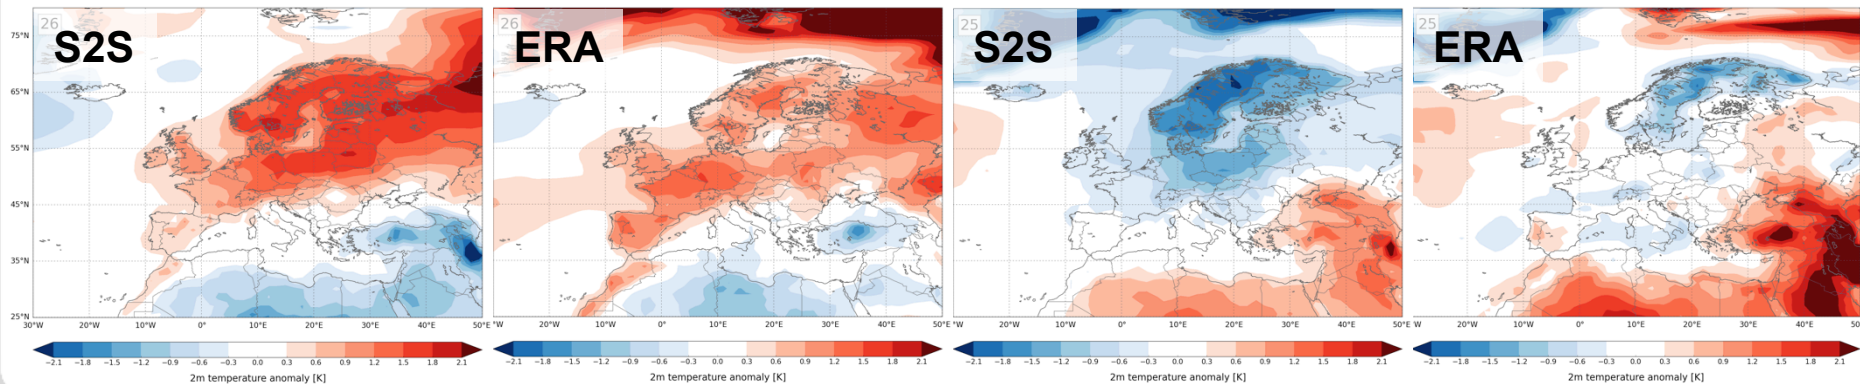 26
S2S
26
ERA
25
S2S
25
ERA
75°N
65°N
55°N
45°N
35°N
25°N
30°W 20°W 10°W 0° 10°E 20°E 30°E 40°E 50°E
°W 20°W 10°W 0° 10°E 20°E 30°E 40°E 50°E
°W 20°W 10°W 0° 10°E 20°E 30°E 40°E 50°E
°W 20°W 10°W 0° 10°E 20°E 30°E 40°E 50
−2.1 −1.8 −1.5 −1.2 −0.9 −0.6 −0.3 0.0 0.3 0.6 0.9 1.2 1.5 1.8 2.1
2m temperature anomaly [K]
−2.1 −1.8 −1.5 −1.2 −0.9 −0.6 −0.3 0.0 0.3 0.6 0.9 1.2 1.5 1.8 2.1
2m temperature anomaly [K]
−2.1 −1.8 −1.5 −1.2 −0.9 −0.6 −0.3 0.0 0.3 0.6 0.9 1.2 1.5 1.8 2.1
2m temperature anomaly [K]
−2.1 −1.8 −1.5 −1.2 −0.9 −0.6 −0.3 0.0 0.3 0.6 0.9 1.2 1.5 1.8 2.1
2m temperature anomaly [K]